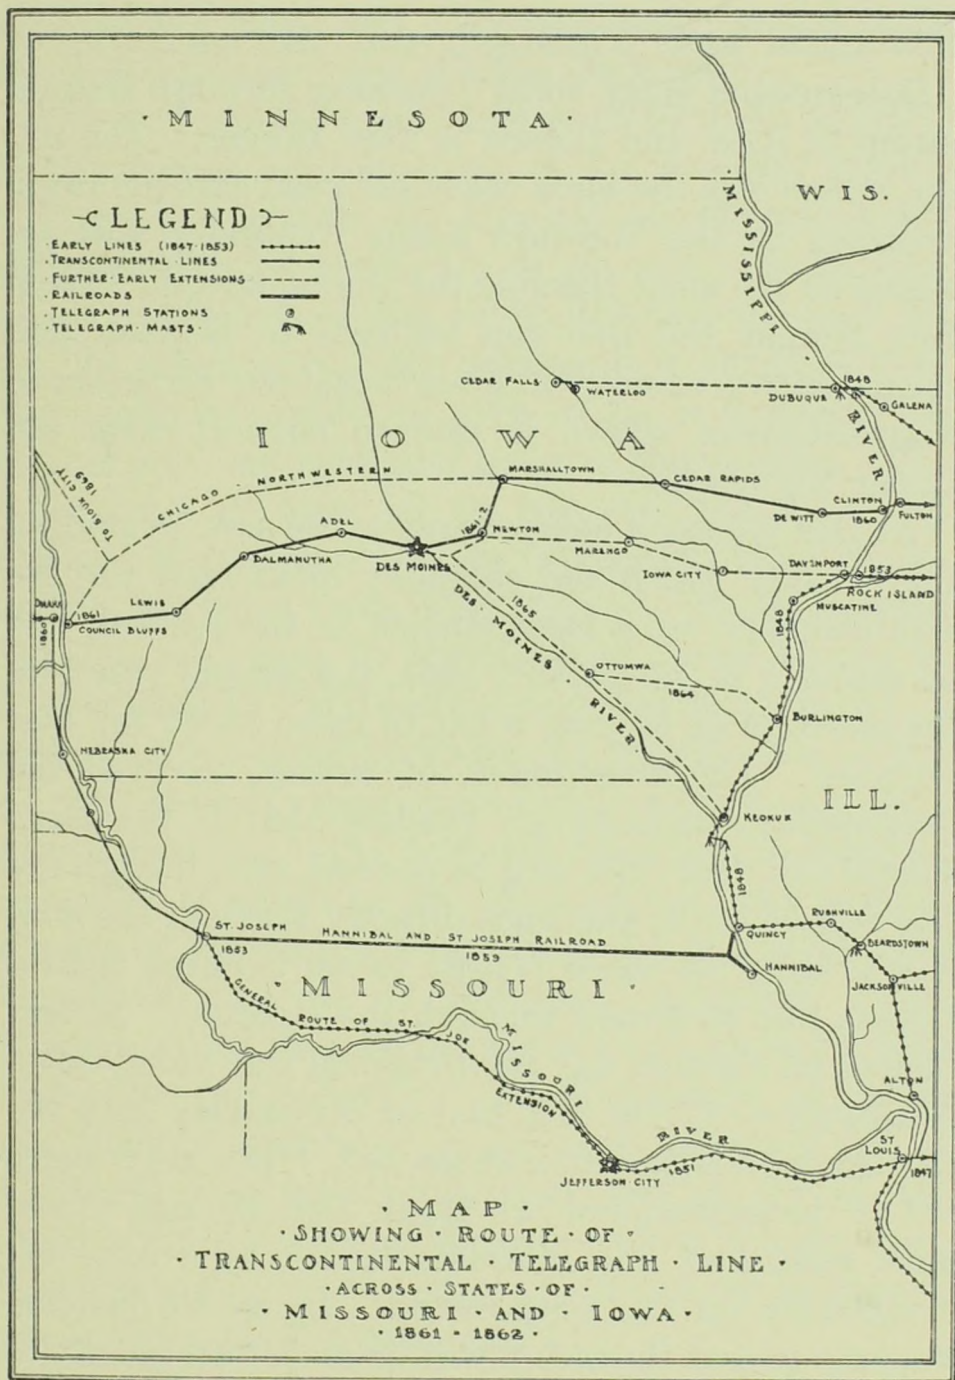 · MINNESOTA ·
WIS.
LEGEND
· EARLY LINES (1847-1853)
· TRANSCONTINENTAL · LINES
· FURTHER · EARLY EXTENSIONS
· RAILROADS
· TELEGRAPH STATIONS
· TELEGRAPH · MASTS ·
· MISSISSIPPI ·
RIVER ·
CEDAR FALLS
WATERLOO
DUBUQUE
1848
GALENA
IOWA
TO SIOUX CITY
1869
CHICAGO
NORTHWESTERN
MARSHALLTOWN
CEDAR RAPIDS
CLINTON
1860
FULTON
DE WITT
ADEL
1861-2
NEWTON
DALMANUTHA
DES MOINES
MARENGO
IOWA CITY
DAVENPORT
1853
ROCK ISLAND
MUSCATINE
1848
OMAHA
1860
1861
COUNCIL BLUFFS
LEWIS
1865
DES · MOINES · RIVER ·
OTTUMWA
1864
BURLINGTON
NEBRASKA CITY
ILL.
KEOKUK
1848
RUSHVILLE
QUINCY
BEARDSTOWN
ST. JOSEPH
HANNIBAL AND ST JOSEPH RAILROAD
1859
1853
HANNIBAL
JACKSONVILLE
· MISSOURI ·
GENERAL ROUTE OF ST. JOE EXTENSION
MISSOURI RIVER
ALTON
ST LOUIS
1847
1851
JEFFERSON CITY
· MAP ·
· SHOWING · ROUTE · OF ·
· TRANSCONTINENTAL · TELEGRAPH · LINE ·
· ACROSS · STATES · OF ·
· MISSOURI · AND · IOWA ·
· 1861 - 1862 ·